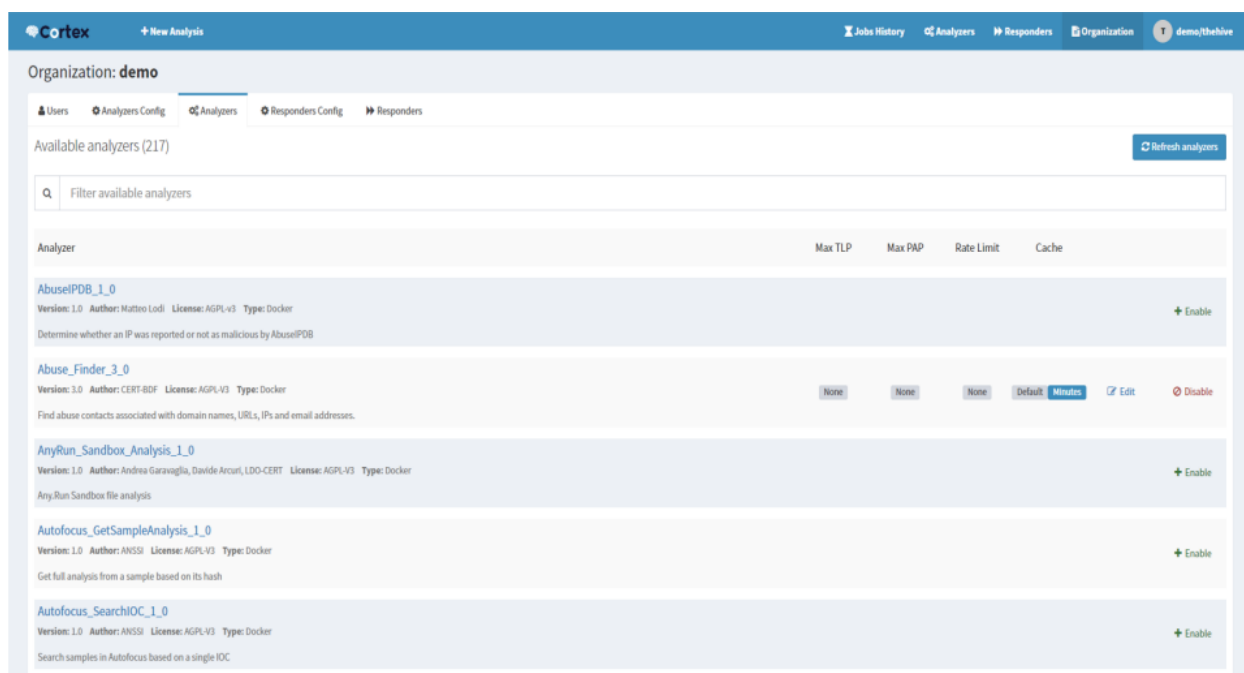 Cortex + New Analysis Jobs History Analyzers Responders Organization T demo/thehive
Organization: demo
Users Analyzers Config Analyzers Responders Config Responders
Available analyzers (217) Refresh analyzers
Filter available analyzers
Analyzer Max TLP Max PAP Rate Limit Cache
AbuseIPDB_1_0
Version: 1.0 Author: Matteo Lodi License: AGPL-v3 Type: Docker
+ Enable
Determine whether an IP was reported or not as malicious by AbuseIPDB
Abuse_Finder_3_0
Version: 3.0 Author: CERT-BDF License: AGPL-V3 Type: Docker
None None None Default Minutes Edit Disable
Find abuse contacts associated with domain names, URLs, IPs and email addresses.
AnyRun_Sandbox_Analysis_1_0
Version: 1.0 Author: Andrea Garavaglia, Davide Arcuri, LDO-CERT License: AGPL-V3 Type: Docker
+ Enable
Any.Run Sandbox file analysis
Autofocus_GetSampleAnalysis_1_0
Version: 1.0 Author: ANSSI License: AGPL-V3 Type: Docker
+ Enable
Get full analysis from a sample based on its hash
Autofocus_SearchIOC_1_0
Version: 1.0 Author: ANSSI License: AGPL-V3 Type: Docker
+ Enable
Search samples in Autofocus based on a single IOC